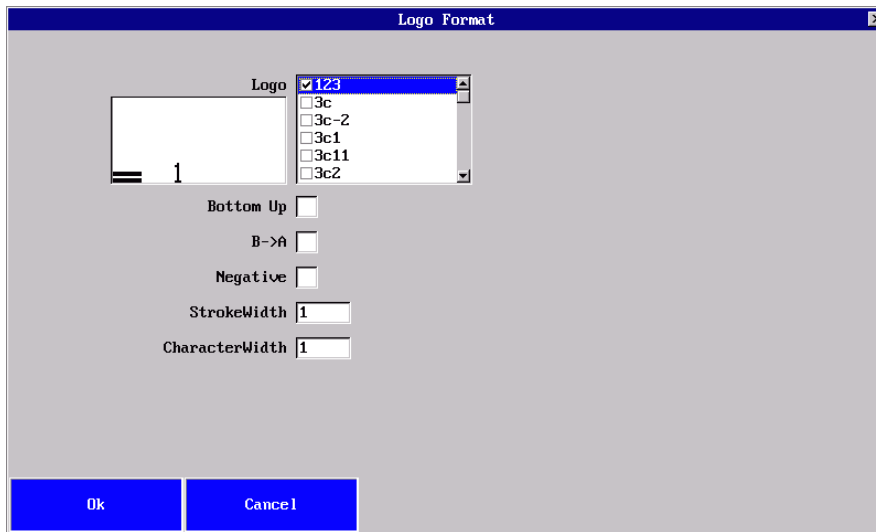 Logo Format
Logo
123
3c
3c-2
3c1
3c11
3c2
1
Bottom Up
B->A
Negative
StrokeWidth 1
CharacterWidth 1
Ok Cancel